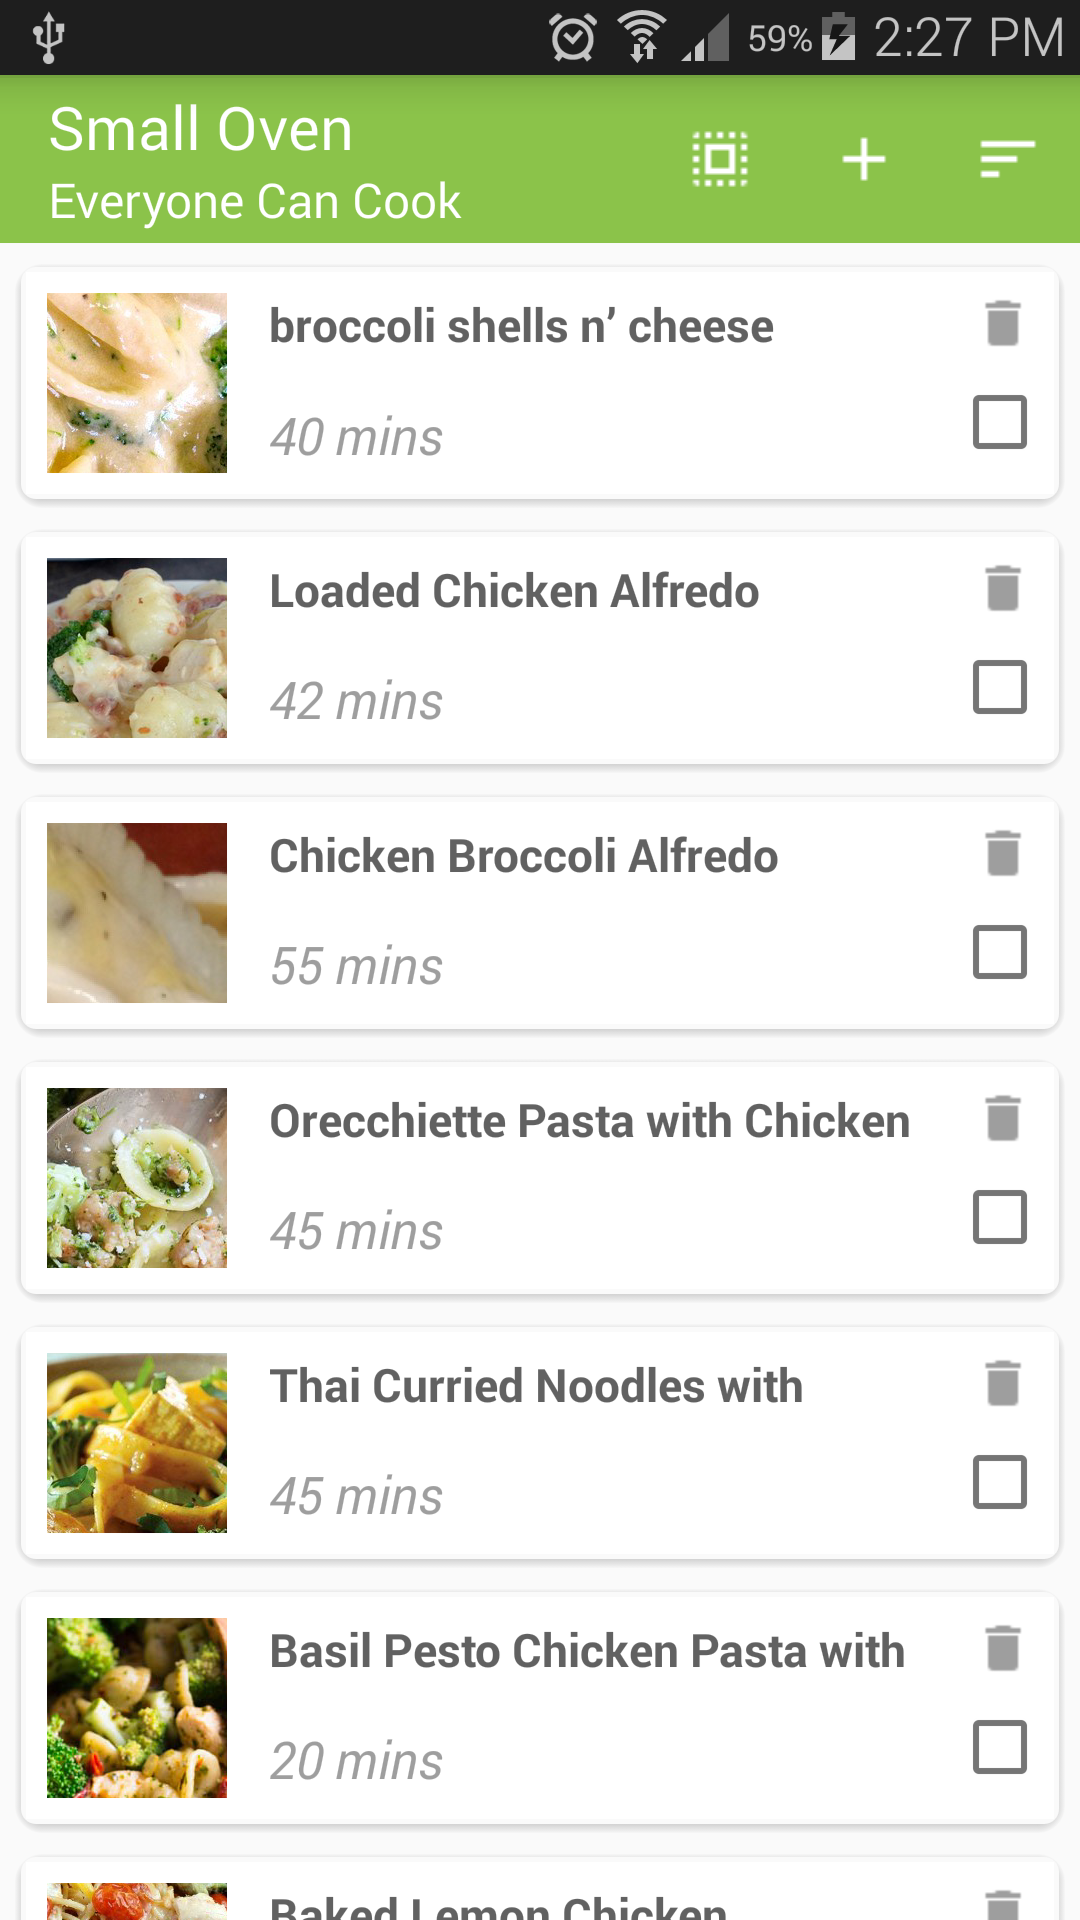 59% 2:27 PM
Small Oven
Everyone Can Cook
broccoli shells n’ cheese
40 mins
Loaded Chicken Alfredo
42 mins
Chicken Broccoli Alfredo
55 mins
Orecchiette Pasta with Chicken
45 mins
Thai Curried Noodles with
45 mins
Basil Pesto Chicken Pasta with
20 mins
Baked Lemon Chicken